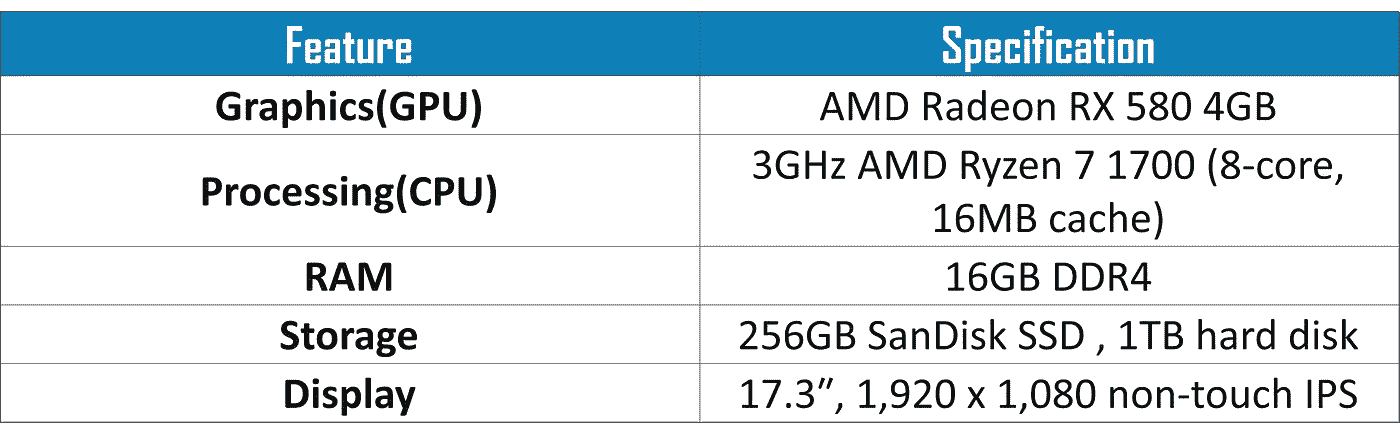 Feature Specification
Graphics(GPU) AMD Radeon RX 580 4GB
Processing(CPU) 3GHz AMD Ryzen 7 1700 (8-core,
16MB cache)
RAM 16GB DDR4
Storage 256GB SanDisk SSD , 1TB hard disk
Display 17.3″, 1,920 x 1,080 non-touch IPS